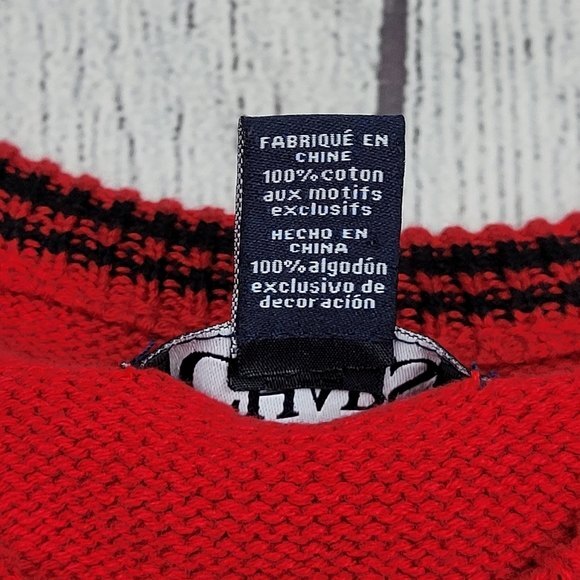 FABRIQUÉ EN
CHINE
100% coton
aux motifs
exclusifs
HECHO EN
CHINA
100% algodón
exclusivo de
decoración